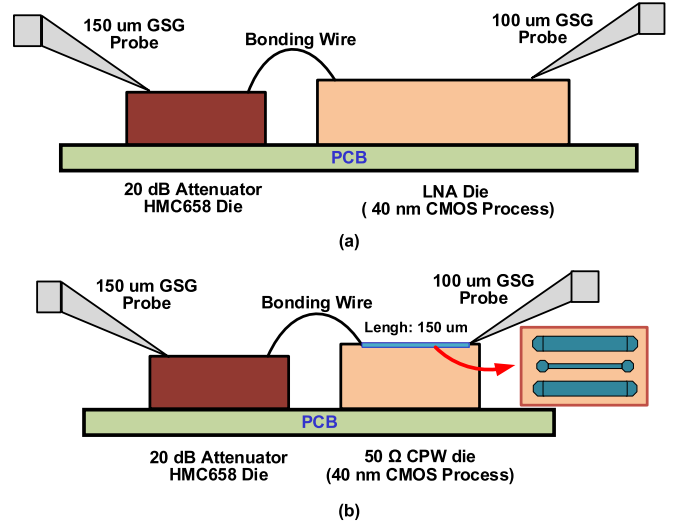 150 um GSG
Probe
Bonding Wire
100 um GSG
Probe
PCB
20 dB Attenuator
HMC658 Die
LNA Die
( 40 nm CMOS Process)
(a)
150 um GSG
Probe
Bonding Wire
100 um GSG
Probe
Lengh: 150 um
PCB
20 dB Attenuator
HMC658 Die
50 Ω CPW die
(40 nm CMOS Process)
(b)